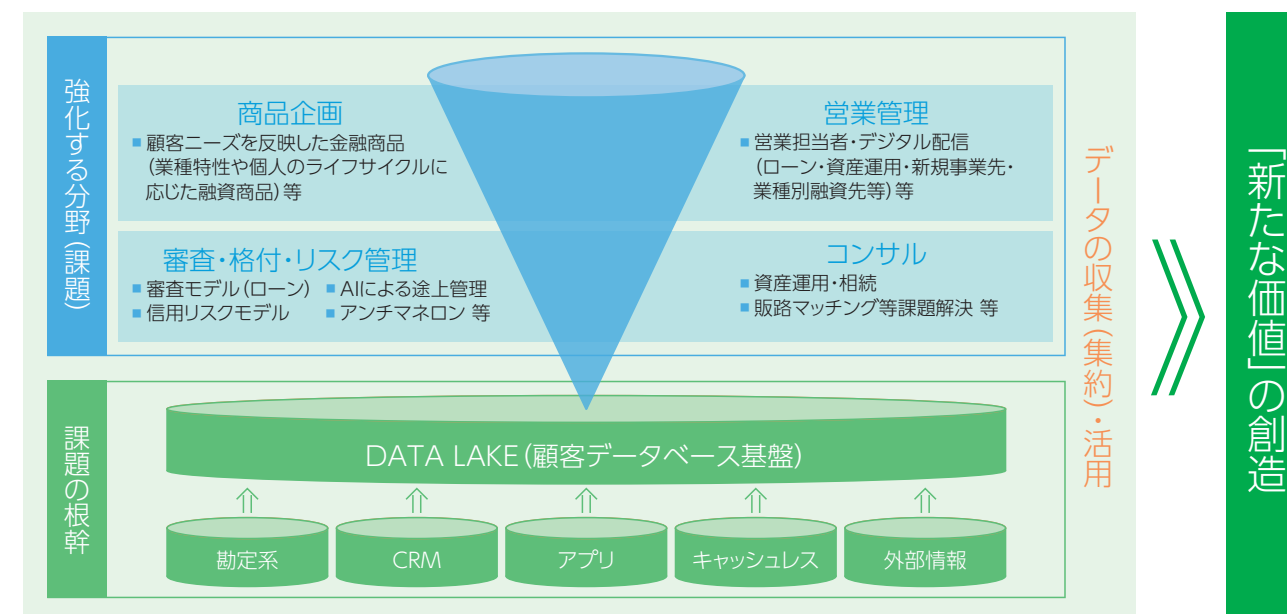 強化する分野（課題）
商品企画
■ 顧客ニーズを反映した金融商品
（業種特性や個人のライフサイクルに
応じた融資商品）等
営業管理
■ 営業担当者・デジタル配信
（ローン・資産運用・新規事業先・
業種別融資先等）等
審査・格付・リスク管理
■ 審査モデル（ローン） ■ AIによる途上管理
■ 信用リスクモデル ■ アンチマネロン 等
コンサル
■ 資産運用・相続
■ 販路マッチング等課題解決 等
課題の根幹
DATA LAKE（顧客データベース基盤）
勘定系
CRM
アプリ
キャッシュレス
外部情報
データの収集（集約）・活用
「新たな価値」の創造